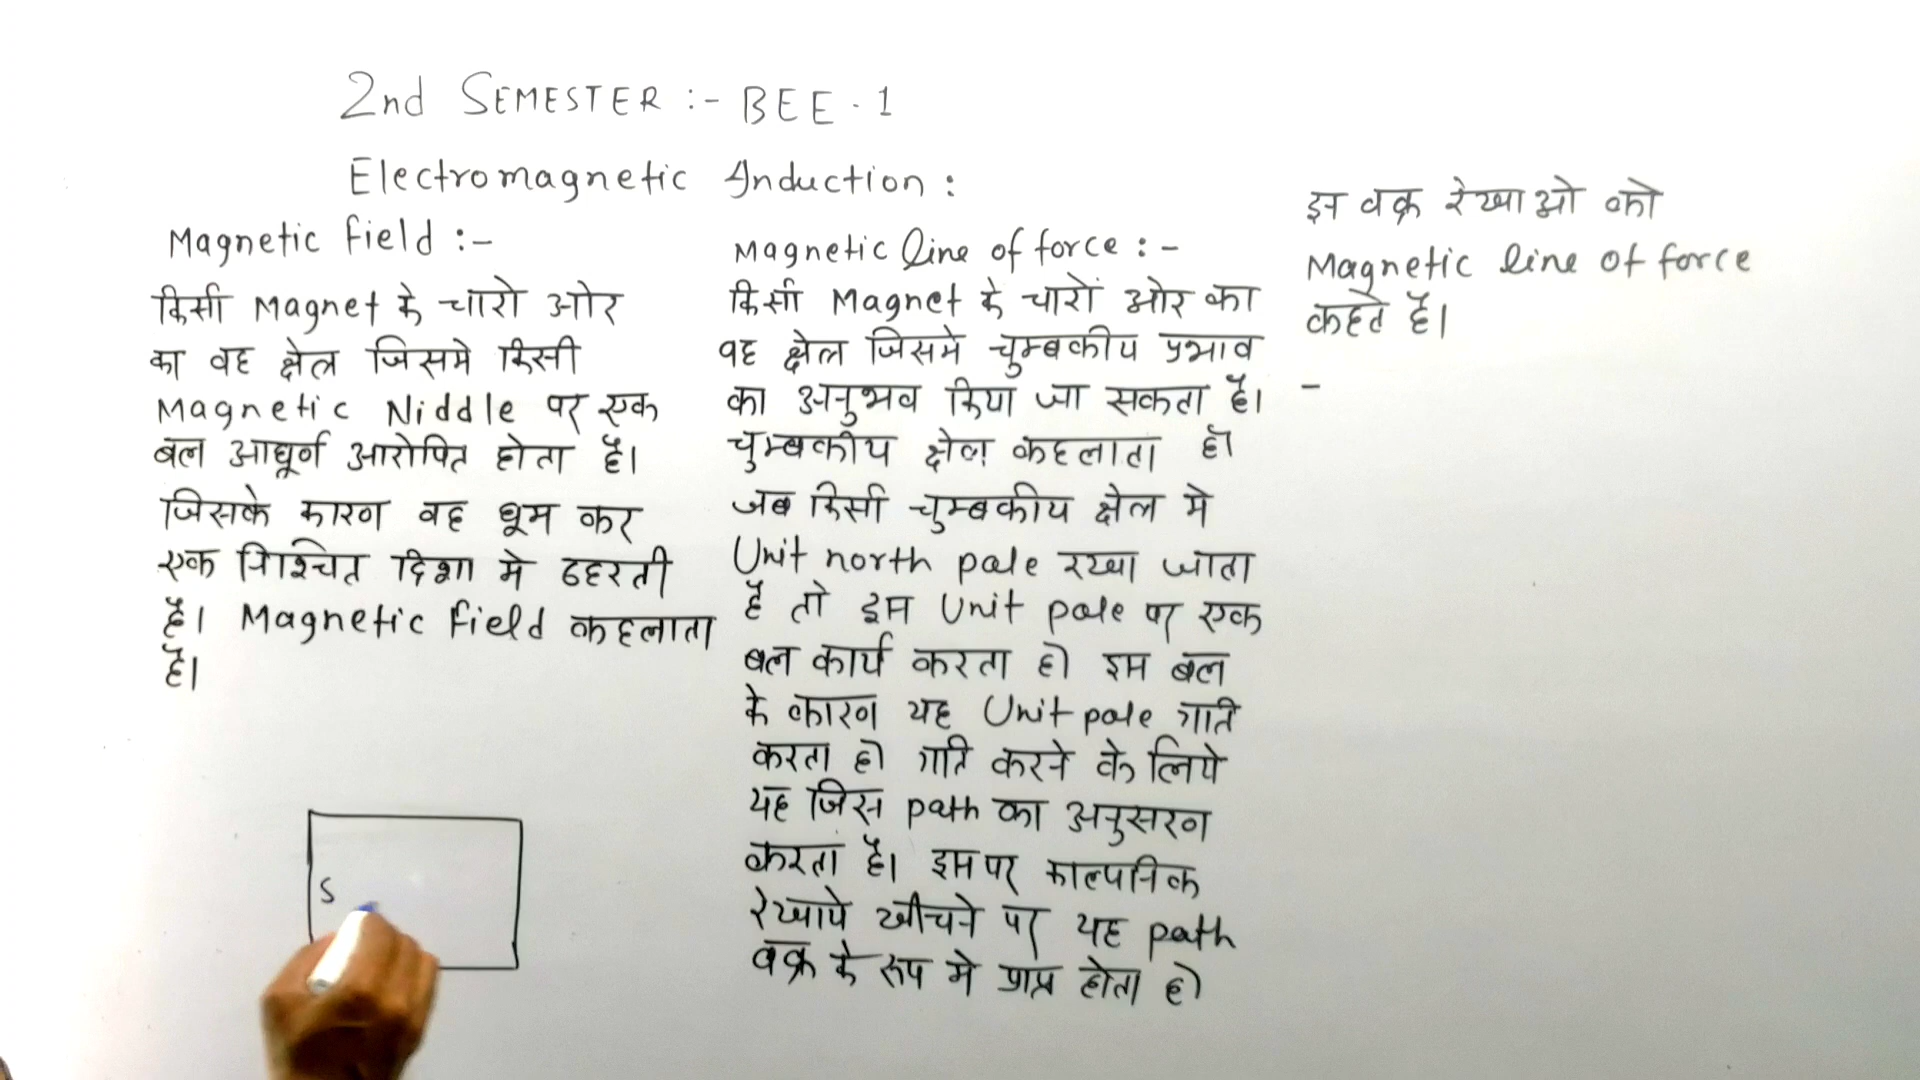 2nd SEMESTER :- BEE - 1
Electromagnetic Induction :
Magnetic field :-
किसी Magnet के चारो ओर
का वह क्षेत्र जिसमे किसी
Magnetic Niddle पर एक
बल आघूर्ण आरोपित होता है।
जिसके कारण वह घूम कर
एक निश्चित दिशा मे ठहरती
है। Magnetic field कहलाता
है।
S
Magnetic line of force : -
किसी Magnet के चारों ओर का
वह क्षेत्र जिसमे चुम्बकीय प्रभाव
का अनुभव किया जा सकता है।
चुम्बकीय क्षेत्र कहलाता है।
जब किसी चुम्बकीय क्षेत्र मे
Unit north pole रखा जाता
है तो इस Unit pole पर एक
बल कार्य करता है। इस बल
के कारण यह Unit pole गति
करता है। गति करने के लिये
यह जिस path का अनुसरण
करता है। इस पर काल्पनिक
रेखाये खीचने पर यह path
वक्र के रूप मे प्राप्त होता है।
इन वक्र रेखाओ को
Magnetic line of force
कहते है।
-